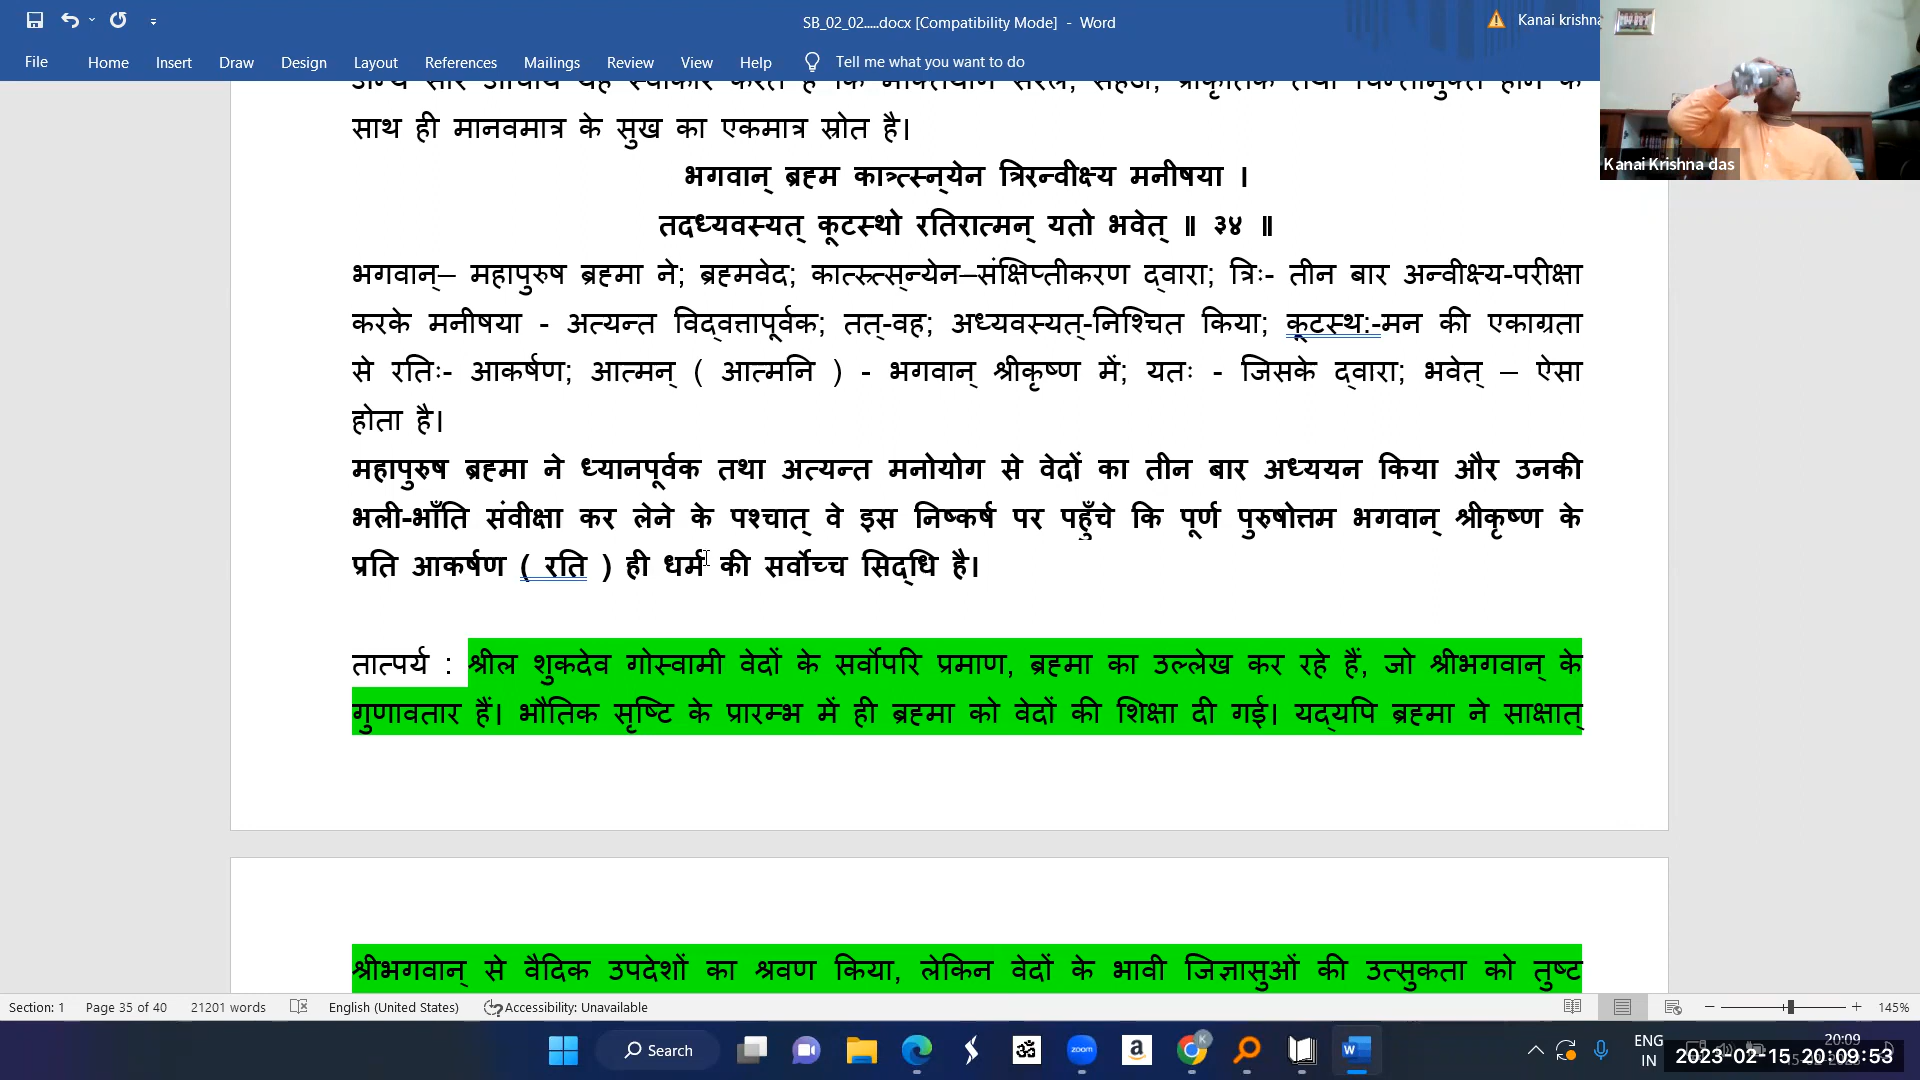 SB_02_02.....docx [Compatibility Mode] - Word
Kanai krishna
File Home Insert Draw Design Layout References Mailings Review View Help Tell me what you want to do
Kanai Krishna das
साथ ही मानवमात्र के सुख का एकमात्र स्रोत है।
भगवान् ब्रह्म कार्त्स्न्येन त्रिरन्वीक्ष्य मनीषया ।
तदध्यवस्यत् कूटस्थो रतिरात्मन् यतो भवेत् ॥ ३४ ॥
भगवान्— महापुरुष ब्रह्मा ने; ब्रह्मवेद; कात्स्त्र्त्स्न्येन—संक्षिप्तीकरण द्वारा; त्रिः- तीन बार अन्वीक्ष्य-परीक्षा
करके मनीषया - अत्यन्त विद्वत्तापूर्वक; तत्-वह; अध्यवस्यत्-निश्चित किया; कूटस्थ:-मन की एकाग्रता
से रतिः- आकर्षण; आत्मन् ( आत्मनि ) - भगवान् श्रीकृष्ण में; यतः - जिसके द्वारा; भवेत् – ऐसा
होता है।
महापुरुष ब्रह्मा ने ध्यानपूर्वक तथा अत्यन्त मनोयोग से वेदों का तीन बार अध्ययन किया और उनकी
भली-भाँति संवीक्षा कर लेने के पश्चात् वे इस निष्कर्ष पर पहुँचे कि पूर्ण पुरुषोत्तम भगवान् श्रीकृष्ण के
प्रति आकर्षण ( रति ) ही धर्म की सर्वोच्च सिद्धि है।
तात्पर्य : श्रील शुकदेव गोस्वामी वेदों के सर्वोपरि प्रमाण, ब्रह्मा का उल्लेख कर रहे हैं, जो श्रीभगवान् के
गुणावतार हैं। भौतिक सृष्टि के प्रारम्भ में ही ब्रह्मा को वेदों की शिक्षा दी गई। यद्यपि ब्रह्मा ने साक्षात्
श्रीभगवान् से वैदिक उपदेशों का श्रवण किया, लेकिन वेदों के भावी जिज्ञासुओं की उत्सुकता को तुष्ट
Section: 1 Page 35 of 40 21201 words English (United States) Accessibility: Unavailable 145%
Search
zoom
ENG
IN
20:09
2023-02-15 20:09:53